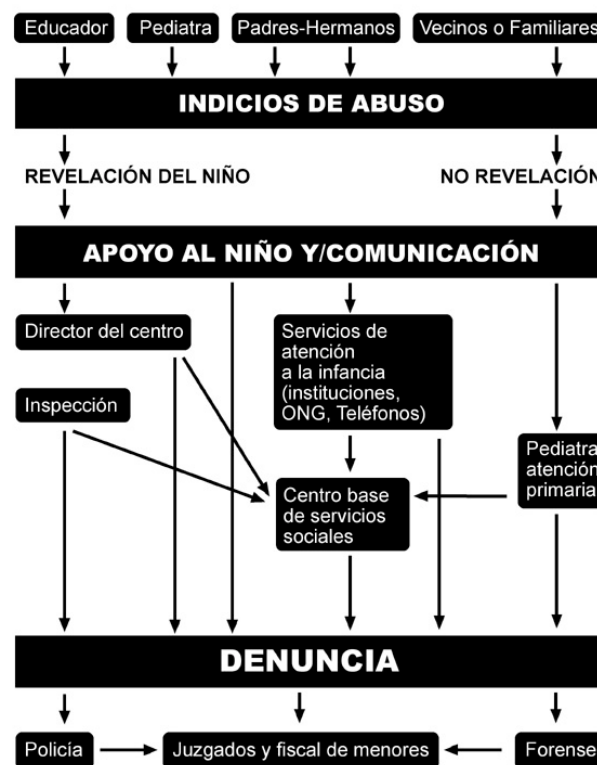 Educador
Pediatra
Padres-Hermanos
Vecinos o Familiares
INDICIOS DE ABUSO
REVELACIÓN DEL NIÑO
NO REVELACIÓN
APOYO AL NIÑO Y/COMUNICACIÓN
Director del centro
Servicios de
atención
a la infancia
(instituciones,
ONG, Teléfonos)
Inspección
Pediatra
atención
primaria
Centro base
de servicios
sociales
DENUNCIA
Policía
Juzgados y fiscal de menores
Forense